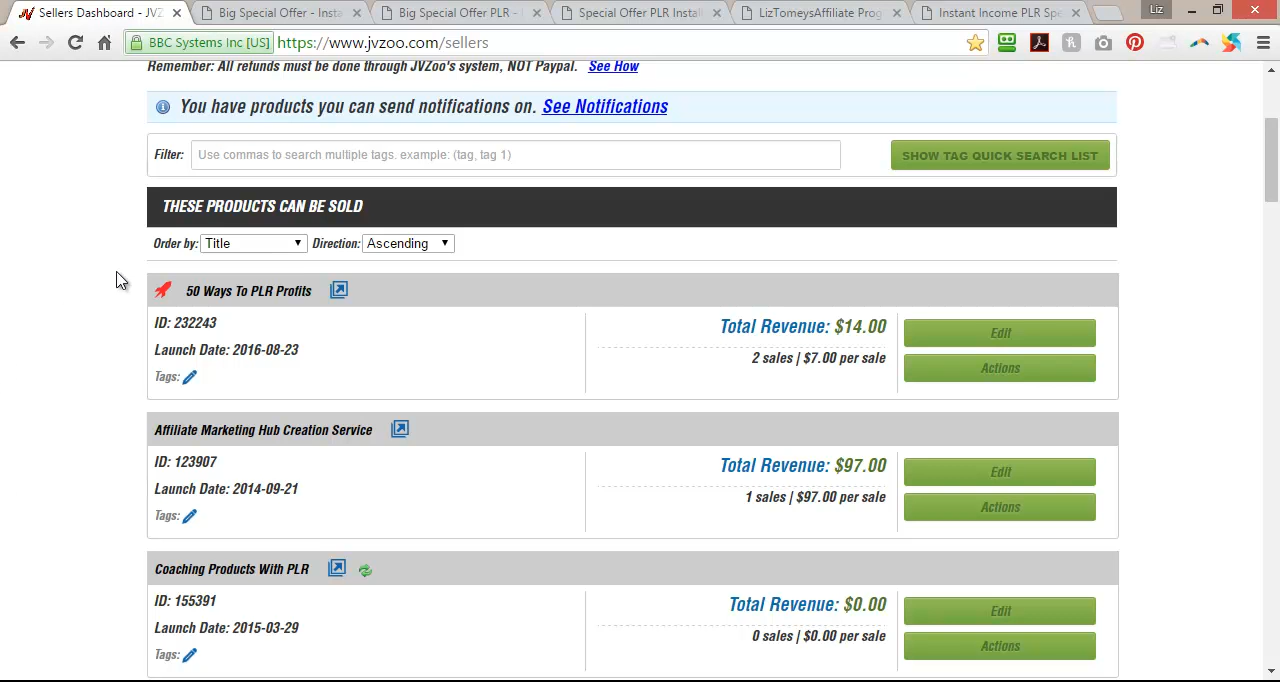 Sellers Dashboard - JVZ
Big Special Offer - Insta
Big Special Offer PLR -
Special Offer PLR Instal
LizTomeysAffiliate Prog
Instant Income PLR Spe
Liz
BBC Systems Inc [US] https://www.jvzoo.com/sellers
Remember: All refunds must be done through JVZoo's system, NOT Paypal. See How
You have products you can send notifications on. See Notifications
Filter: Use commas to search multiple tags. example: (tag, tag 1) SHOW TAG QUICK SEARCH LIST
THESE PRODUCTS CAN BE SOLD
Order by: Title Direction: Ascending
50 Ways To PLR Profits
ID: 232243
Launch Date: 2016-08-23
Tags:
Total Revenue: $14.00
2 sales | $7.00 per sale
Edit
Actions
Affiliate Marketing Hub Creation Service
ID: 123907
Launch Date: 2014-09-21
Tags:
Total Revenue: $97.00
1 sales | $97.00 per sale
Edit
Actions
Coaching Products With PLR
ID: 155391
Launch Date: 2015-03-29
Tags:
Total Revenue: $0.00
0 sales | $0.00 per sale
Edit
Actions